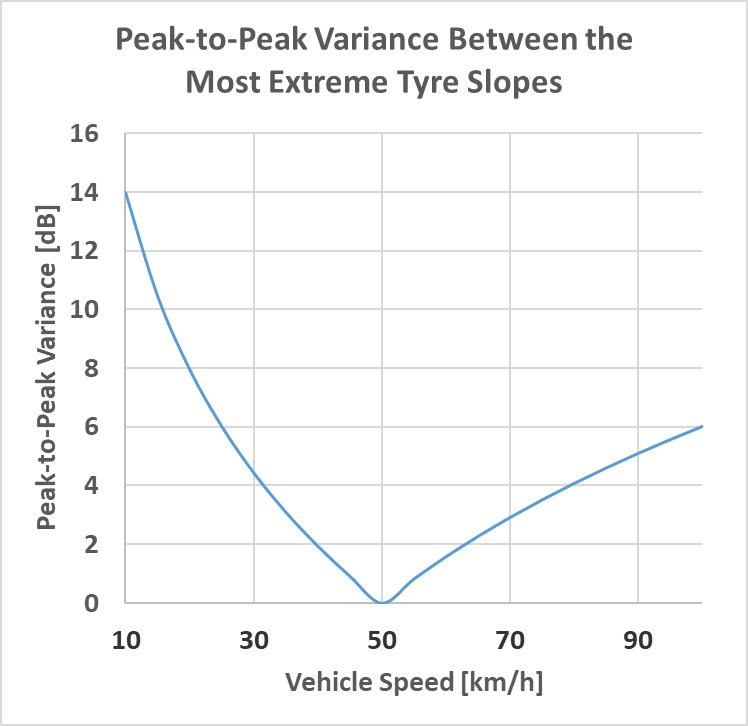 Peak-to-Peak Variance Between the
Most Extreme Tyre Slopes
Peak-to-Peak Variance [dB]
16
14
12
10
8
6
4
2
0
10 30 50 70 90
Vehicle Speed [km/h]